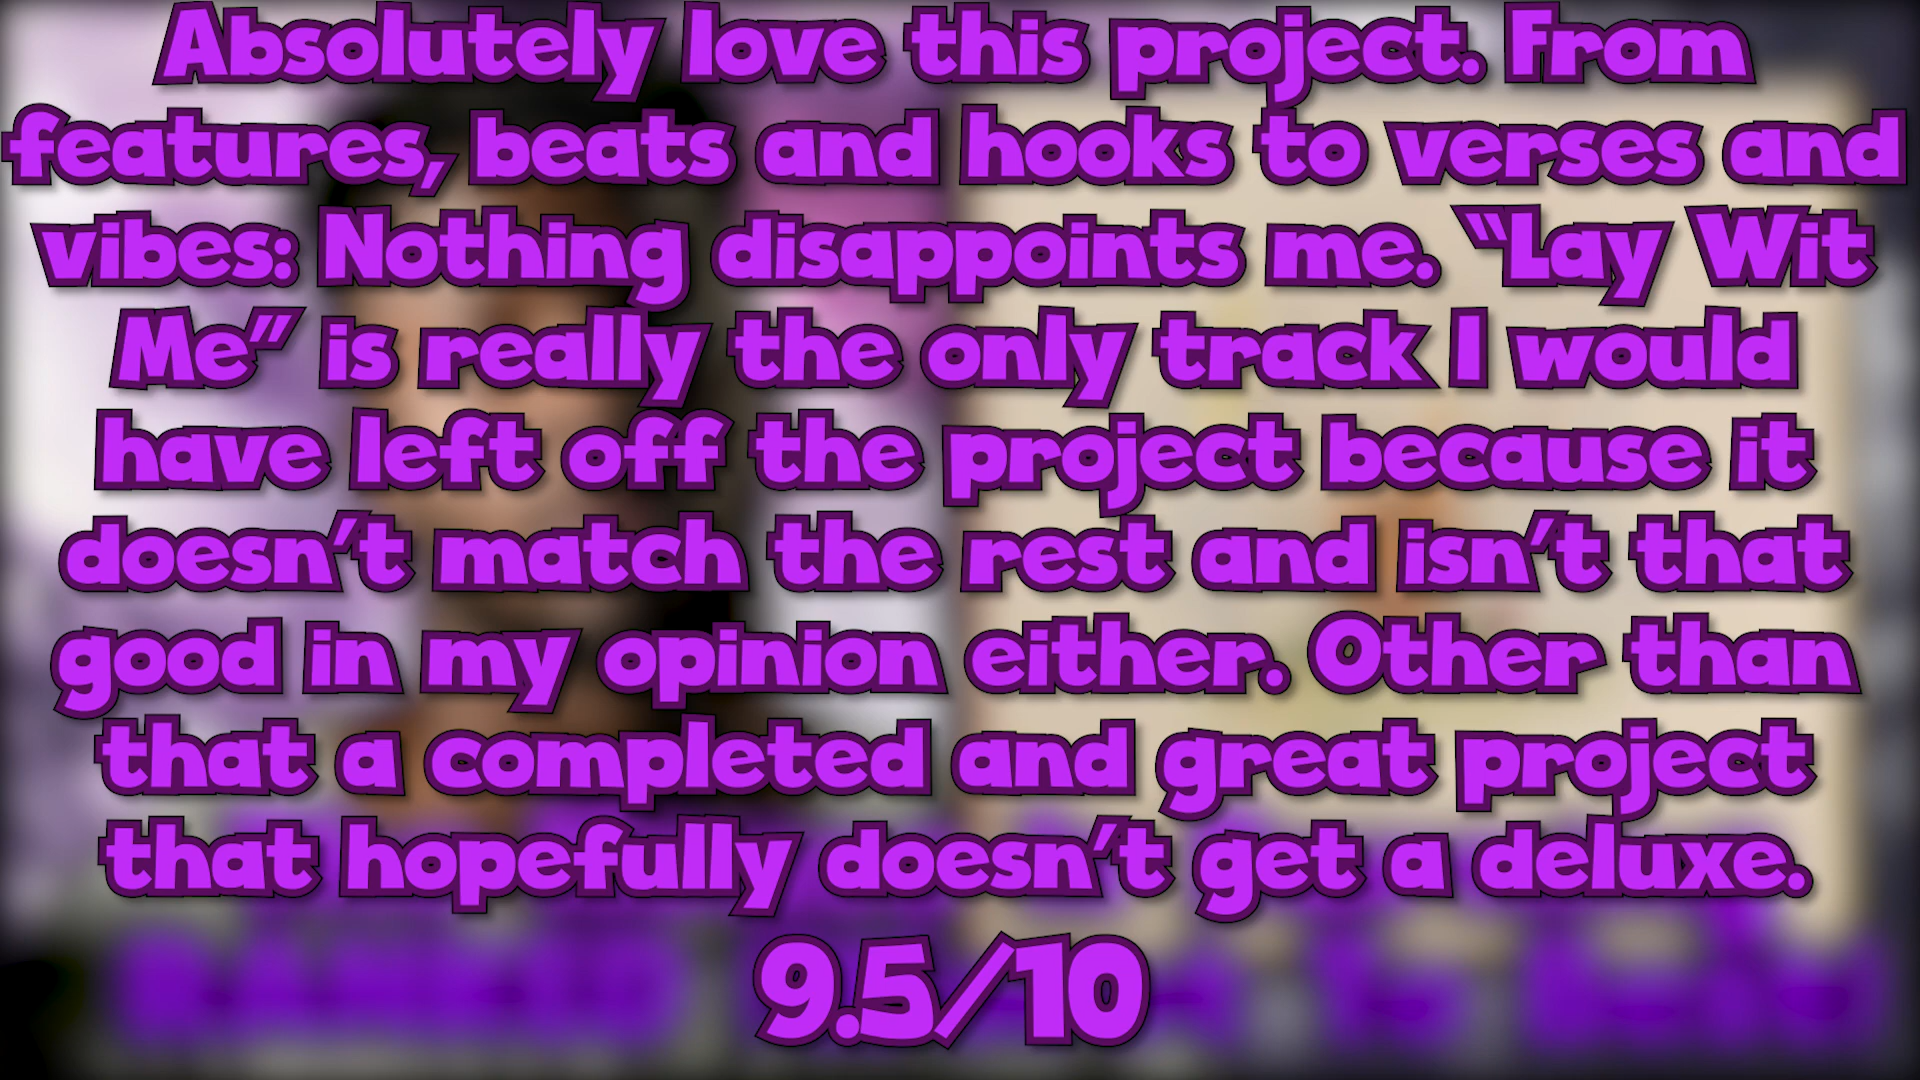 Absolutely love this project. From
features, beats and hooks to verses and
vibes: Nothing disappoints me. “Lay Wit
Me” is really the only track I would
have left off the project because it
doesn’t match the rest and isn’t that
good in my opinion either. Other than
that a completed and great project
that hopefully doesn’t get a deluxe.
9.5/10